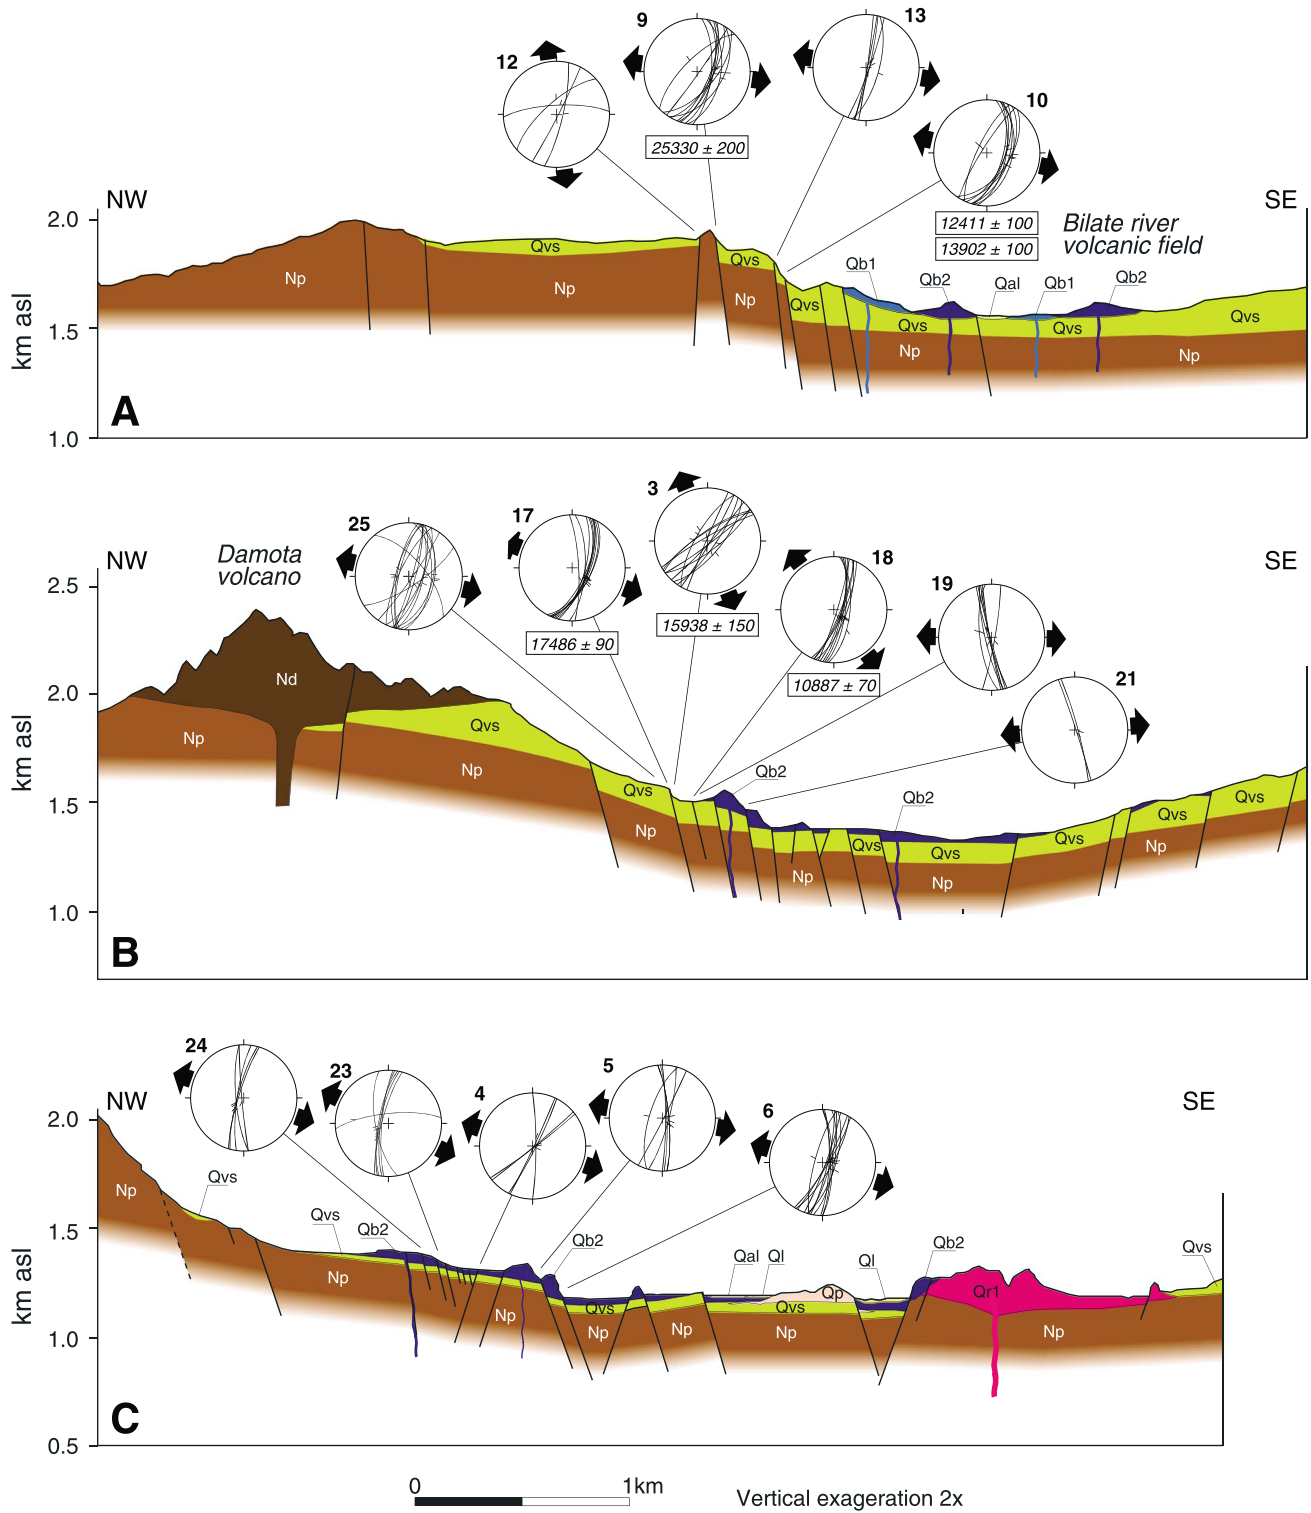 12
9
13
10
25330 ± 200
12411 ± 100
13902 ± 100
Bilate river
volcanic field
NW
SE
2.0
1.5
1.0
km asl
Np
Qvs
Np
Qvs
Np
Qvs
Qb1
Qb2
Qal
Qb1
Qb2
Qvs
Qvs
Qvs
Np
Np
A
25
17
3
18
19
21
17486 ± 90
15938 ± 150
10887 ± 70
NW
Damota
volcano
SE
2.5
2.0
1.5
1.0
km asl
Nd
Np
Qvs
Np
Qvs
Np
Qb2
Qb2
Qvs
Qvs
Np
Np
Qvs
Qvs
Np
Qvs
B
24
23
4
5
6
NW
SE
2.0
1.5
1.0
0.5
km asl
Np
Qvs
Qvs
Qb2
Np
Np
Qb2
Qvs
Np
Np
Qal
Ql
Qp
Ql
Qvs
Np
Qb2
Qr1
Np
Qvs
C
0
1km
Vertical exageration 2x